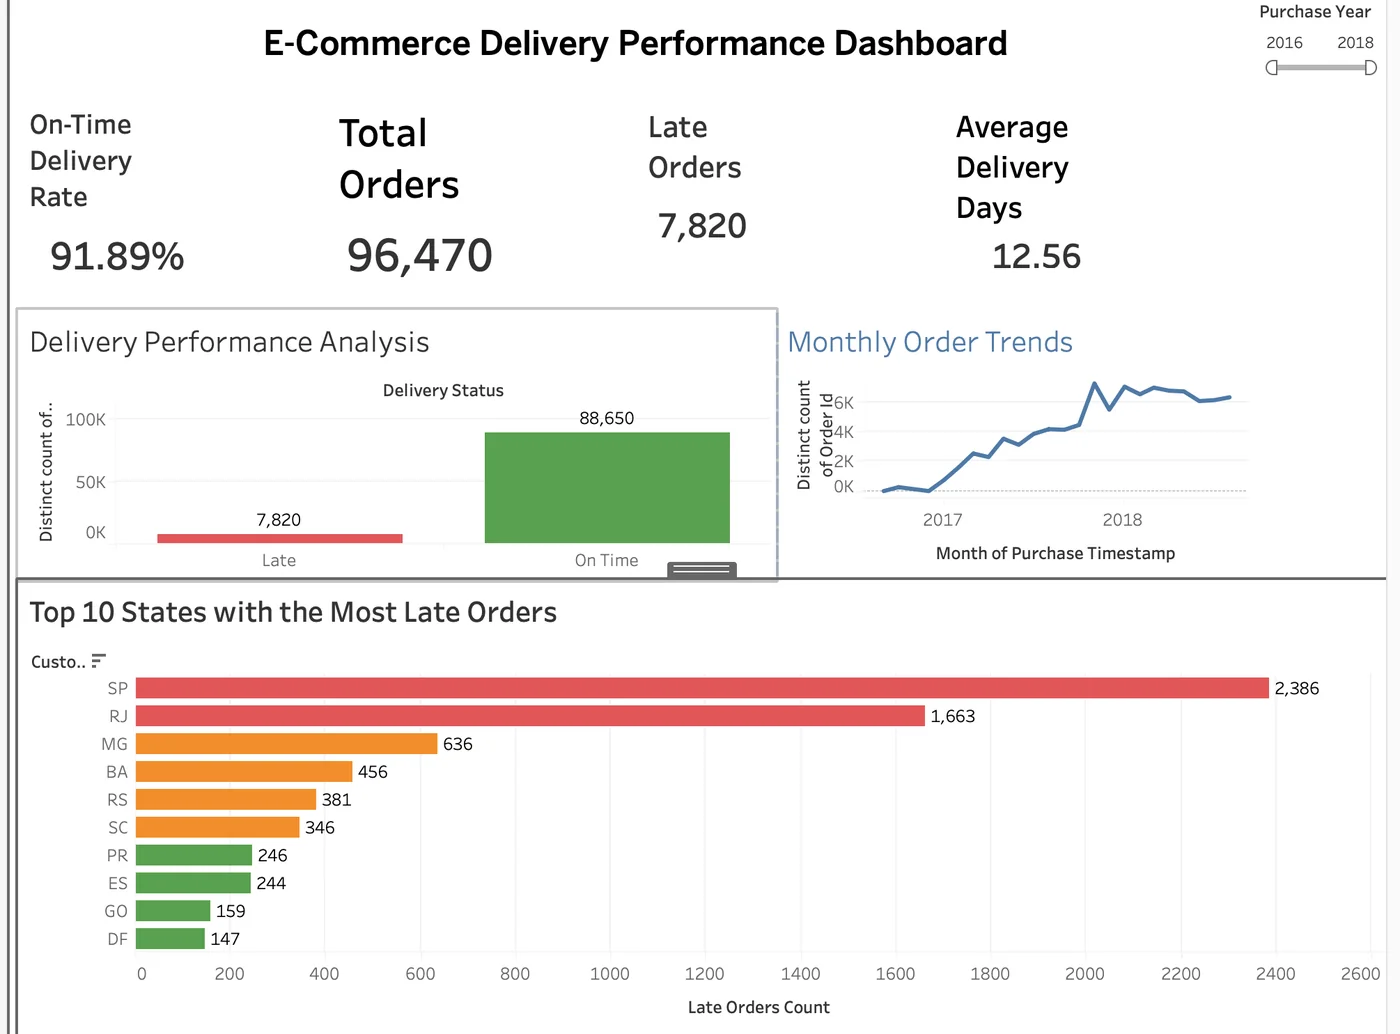 Purchase Year
2016 2018
E-Commerce Delivery Performance Dashboard
On-Time
Delivery
Rate
91.89%
Total
Orders
96,470
Late
Orders
7,820
Average
Delivery
Days
12.56
Delivery Performance Analysis
Delivery Status
Distinct count of..
100K
50K
0K
7,820
88,650
Late
On Time
Monthly Order Trends
Distinct count
of Order Id
6K
4K
2K
0K
2017 2018
Month of Purchase Timestamp
Top 10 States with the Most Late Orders
Custo..
SP 2,386
RJ 1,663
MG 636
BA 456
RS 381
SC 346
PR 246
ES 244
GO 159
DF 147
0 200 400 600 800 1000 1200 1400 1600 1800 2000 2200 2400 2600
Late Orders Count